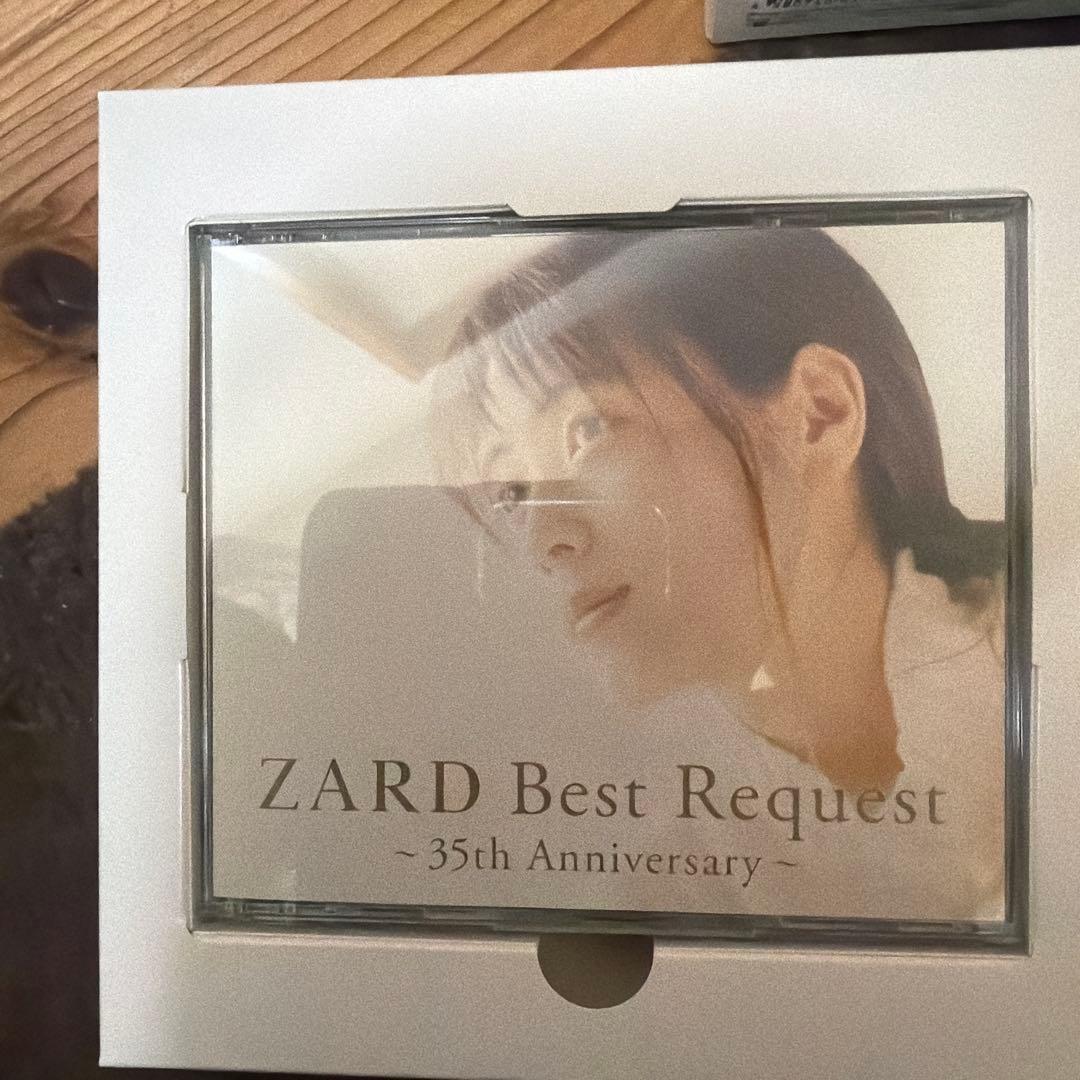 ZARD Best Request
~35th Anniversary~